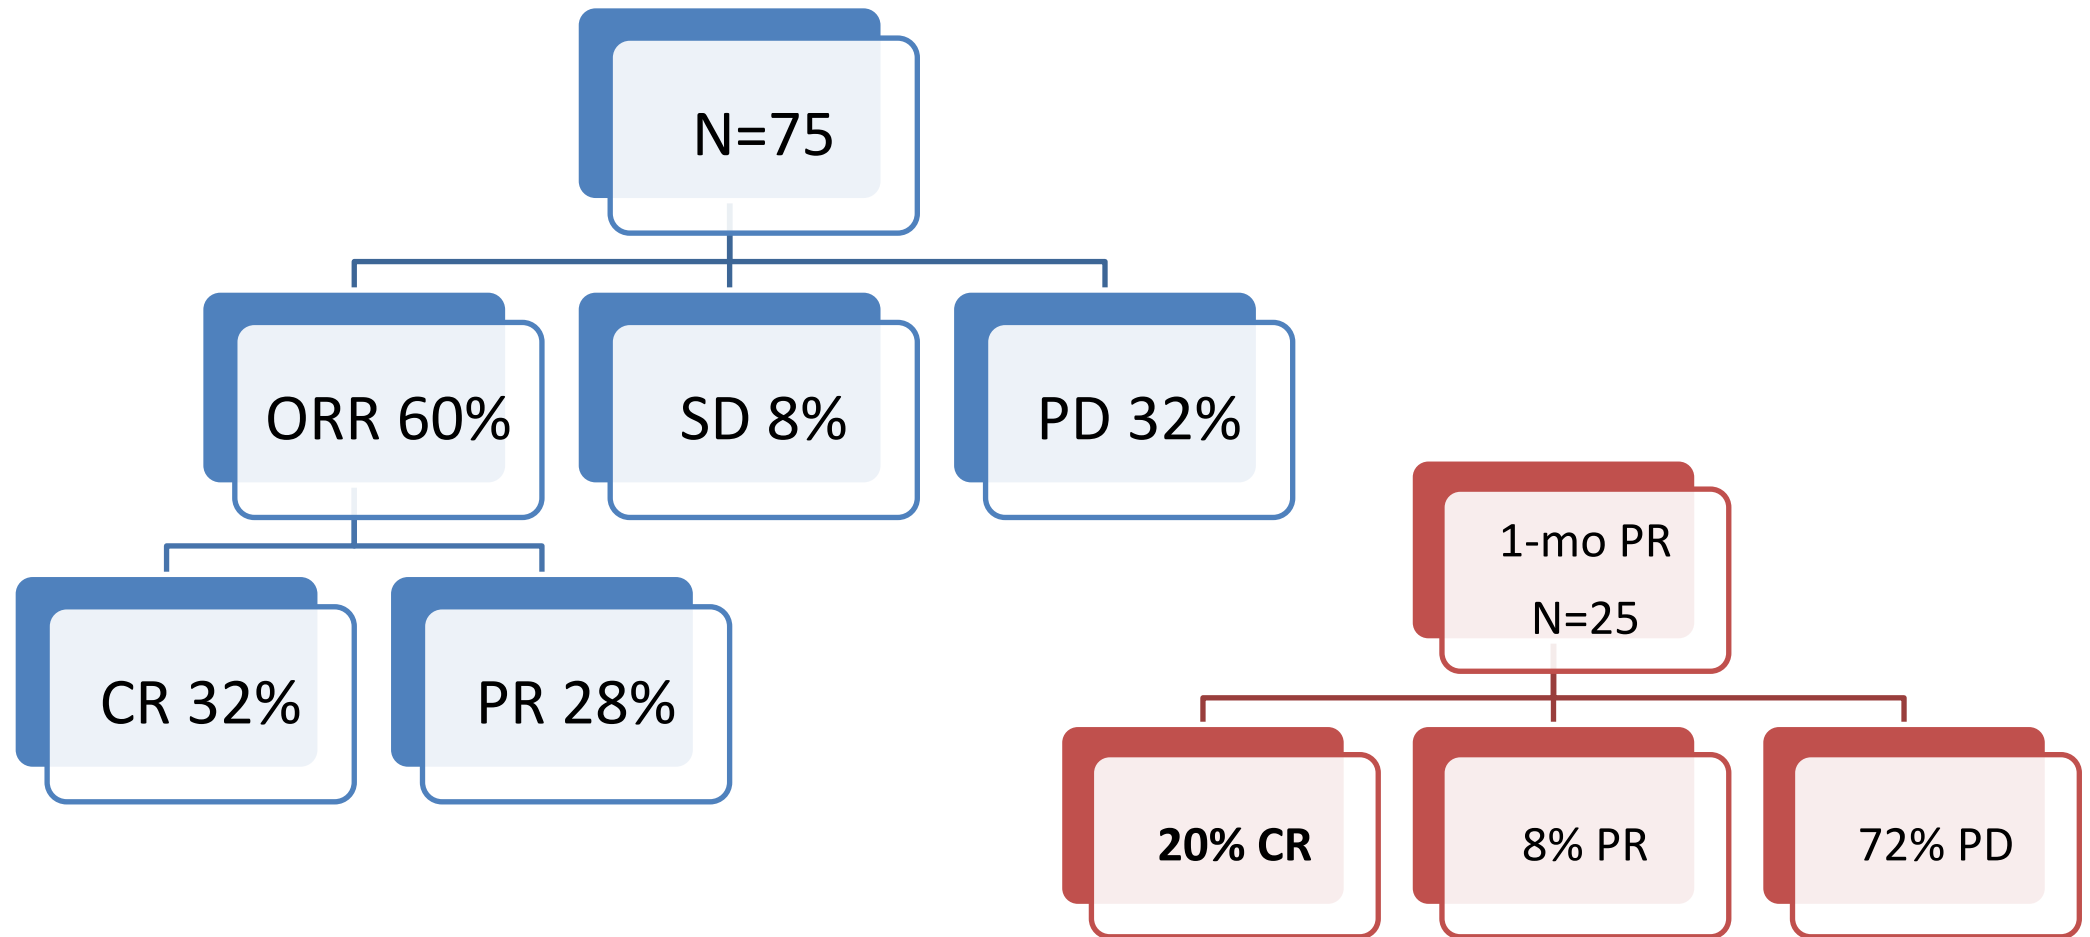 N=75
ORR 60%
SD 8%
PD 32%
CR 32%
PR 28%
1-mo PR
N=25
20% CR
8% PR
72% PD